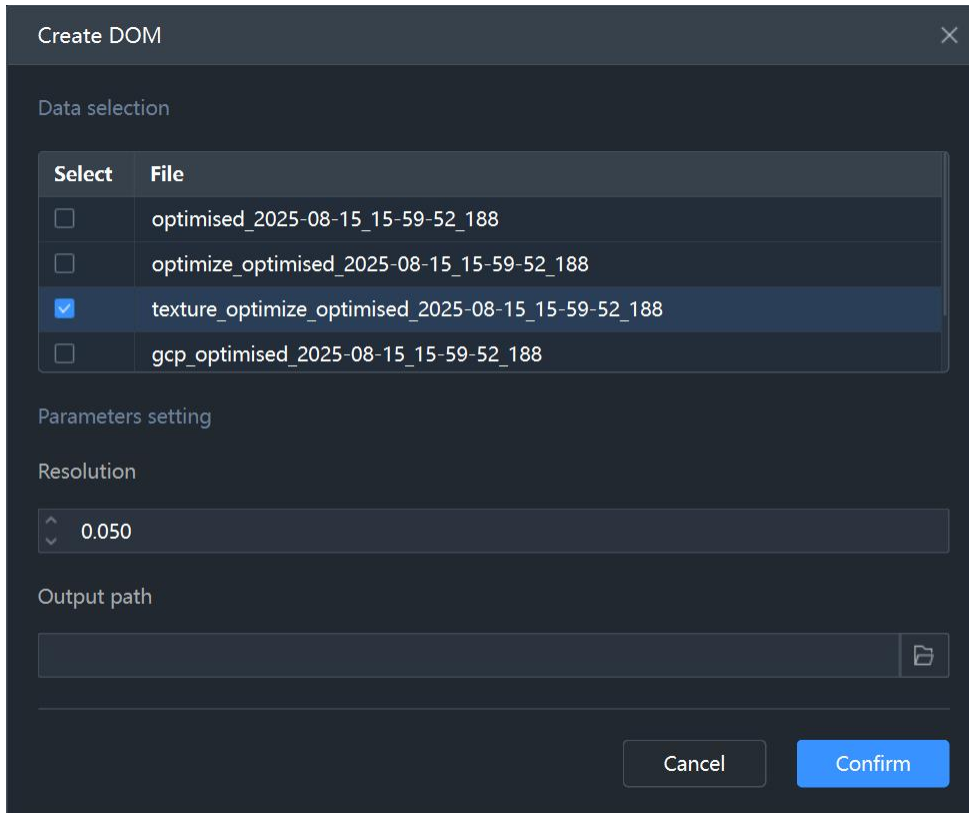 Create DOM
Data selection
Select File
optimised_2025-08-15_15-59-52_188
optimize_optimised_2025-08-15_15-59-52_188
texture_optimize_optimised_2025-08-15_15-59-52_188
gcp_optimised_2025-08-15_15-59-52_188
Parameters setting
Resolution
0.050
Output path
Cancel Confirm